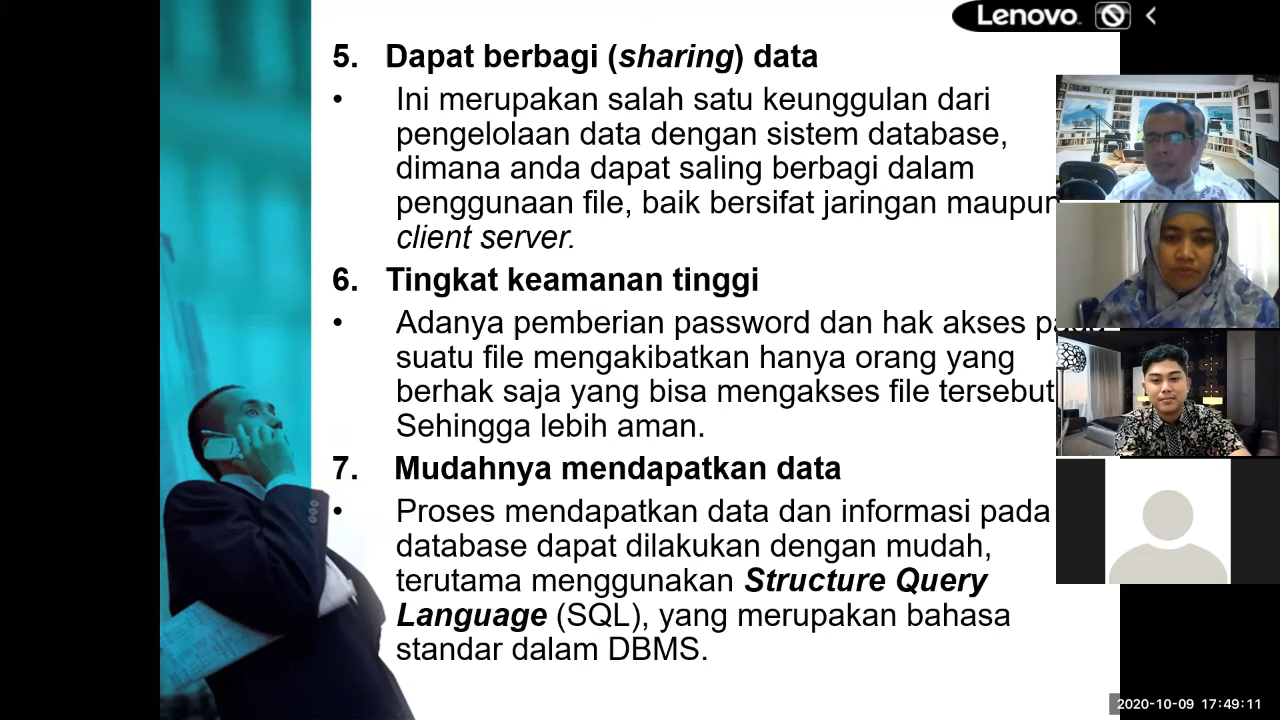 Lenovo
5. Dapat berbagi (sharing) data
• Ini merupakan salah satu keunggulan dari
pengelolaan data dengan sistem database,
dimana anda dapat saling berbagi dalam
penggunaan file, baik bersifat jaringan maupun
client server.
6. Tingkat keamanan tinggi
• Adanya pemberian password dan hak akses
suatu file mengakibatkan hanya orang yang
berhak saja yang bisa mengakses file tersebut
Sehingga lebih aman.
7. Mudahnya mendapatkan data
• Proses mendapatkan data dan informasi pada
database dapat dilakukan dengan mudah,
terutama menggunakan Structure Query
Language (SQL), yang merupakan bahasa
standar dalam DBMS.
2020-10-09 17:49:11